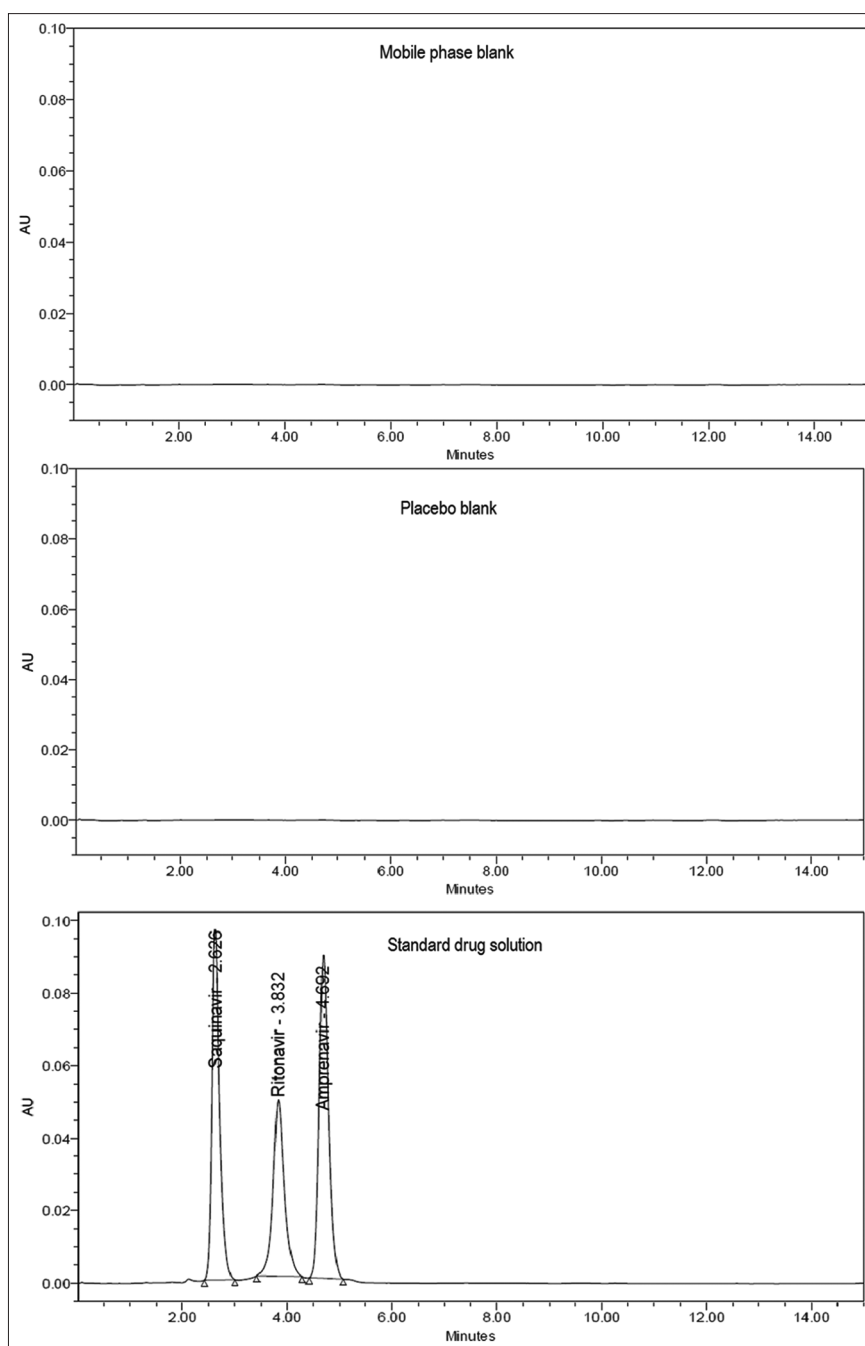 Mobile phase blank
0.10
0.08
0.06
0.04
0.02
0.00
AU
2.00 4.00 6.00 8.00 10.00 12.00 14.00
Minutes
Placebo blank
0.10
0.08
0.06
0.04
0.02
0.00
AU
2.00 4.00 6.00 8.00 10.00 12.00 14.00
Minutes
Standard drug solution
0.10
0.08
0.06
0.04
0.02
0.00
AU
Saquinavir - 2.626
Ritonavir - 3.832
Amprenavir - 4.692
2.00 4.00 6.00 8.00 10.00 12.00 14.00
Minutes